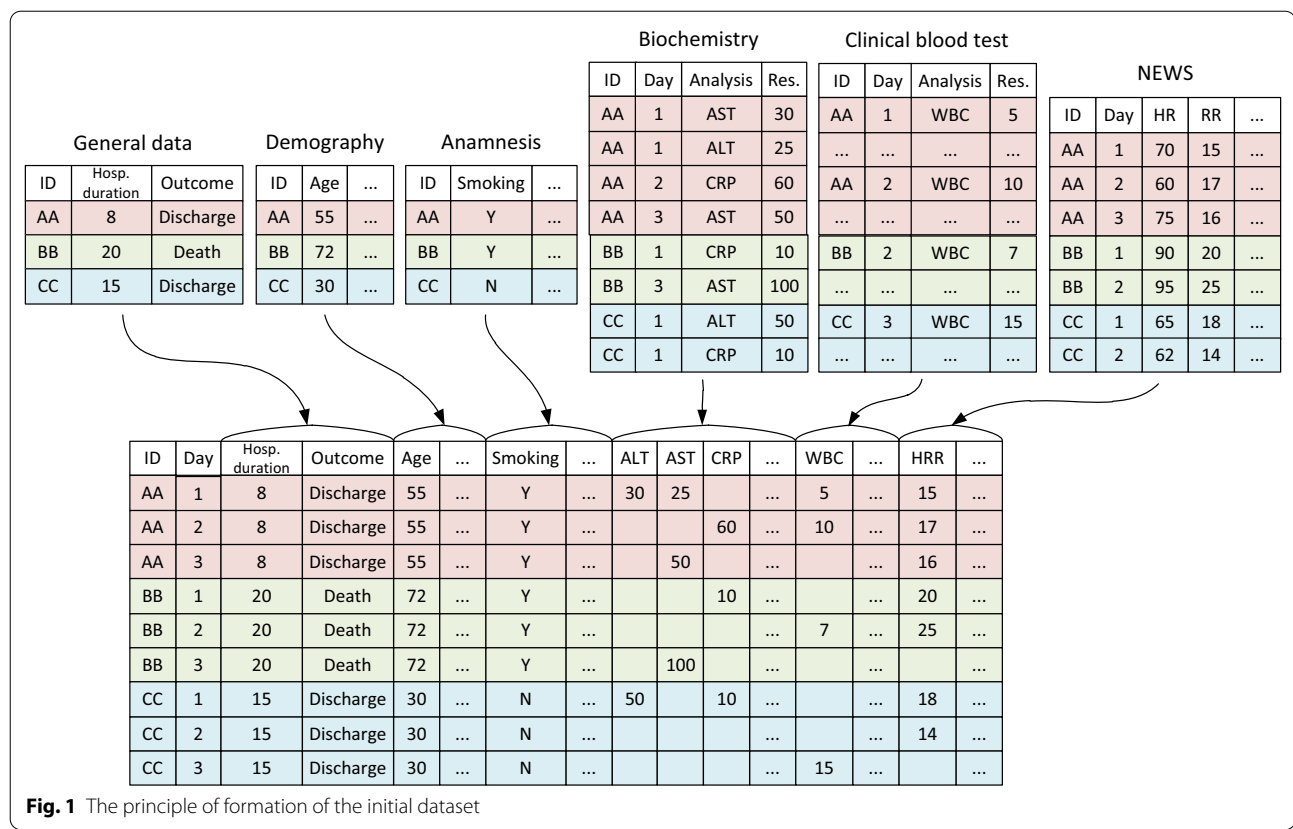 General data
ID Hosp. duration Outcome
AA 8 Discharge
BB 20 Death
CC 15 Discharge
Demography
ID Age ...
AA 55 ...
BB 72 ...
CC 30 ...
Anamnesis
ID Smoking ...
AA Y ...
BB Y ...
CC N ...
Biochemistry
ID Day Analysis Res.
AA 1 AST 30
AA 1 ALT 25
AA 2 CRP 60
AA 3 AST 50
BB 1 CRP 10
BB 3 AST 100
CC 1 ALT 50
CC 1 CRP 10
Clinical blood test
ID Day Analysis Res.
AA 1 WBC 5
... ... ... ...
AA 2 WBC 10
... ... ... ...
BB 2 WBC 7
... ... ... ...
CC 3 WBC 15
... ... ... ...
NEWS
ID Day HR RR ...
AA 1 70 15 ...
AA 2 60 17 ...
AA 3 75 16 ...
BB 1 90 20 ...
BB 2 95 25 ...
CC 1 65 18 ...
CC 2 62 14 ...
ID Day Hosp. duration Outcome Age ... Smoking ... ALT AST CRP ... WBC ... HRR ...
AA 1 8 Discharge 55 ... Y ... 30 25 ... 5 ... 15 ...
AA 2 8 Discharge 55 ... Y ... 60 ... 10 ... 17 ...
AA 3 8 Discharge 55 ... Y ... 50 ... ... 16 ...
BB 1 20 Death 72 ... Y ... 10 ... ... 20 ...
BB 2 20 Death 72 ... Y ... ... 7 ... 25 ...
BB 3 20 Death 72 ... Y ... 100 ... ... ...
CC 1 15 Discharge 30 ... N ... 50 10 ... ... 18 ...
CC 2 15 Discharge 30 ... N ... ... ... 14 ...
CC 3 15 Discharge 30 ... N ... ... 15 ... ...
Fig. 1 The principle of formation of the initial dataset